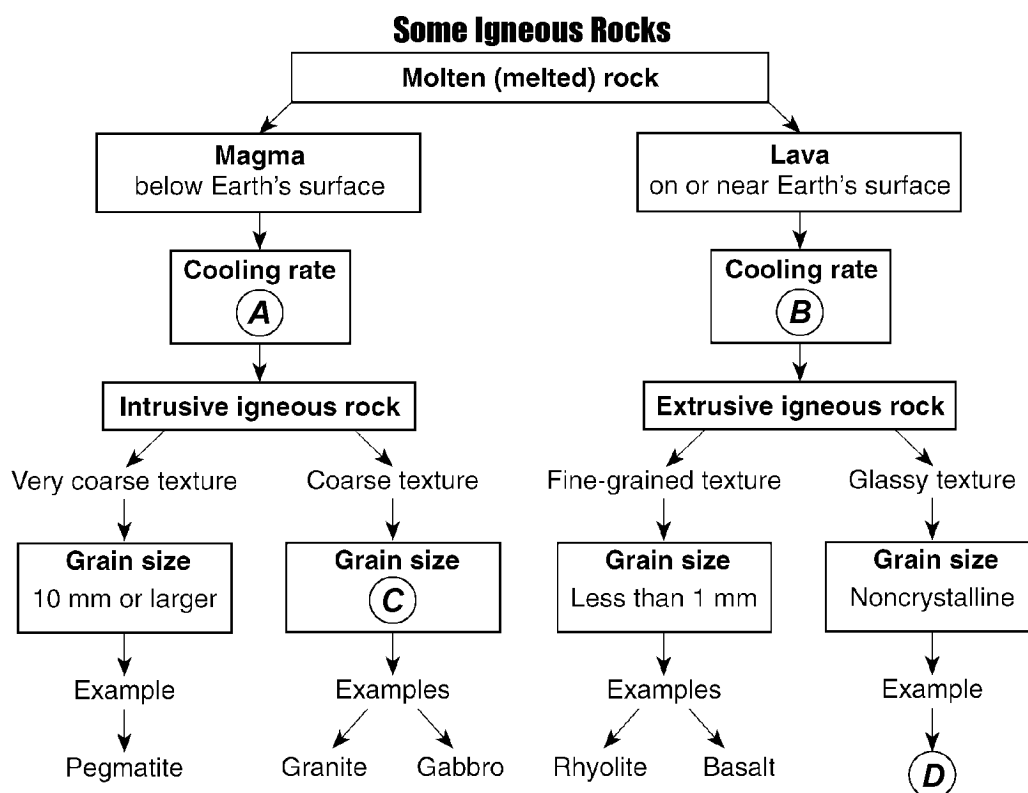 Some Igneous Rocks
Molten (melted) rock
Magma
below Earth's surface
Lava
on or near Earth's surface
Cooling rate
A
Cooling rate
B
Intrusive igneous rock
Extrusive igneous rock
Very coarse texture
Coarse texture
Fine-grained texture
Glassy texture
Grain size
10 mm or larger
Grain size
C
Grain size
Less than 1 mm
Grain size
Noncrystalline
Example
Examples
Examples
Example
Pegmatite
Granite
Gabbro
Rhyolite
Basalt
D